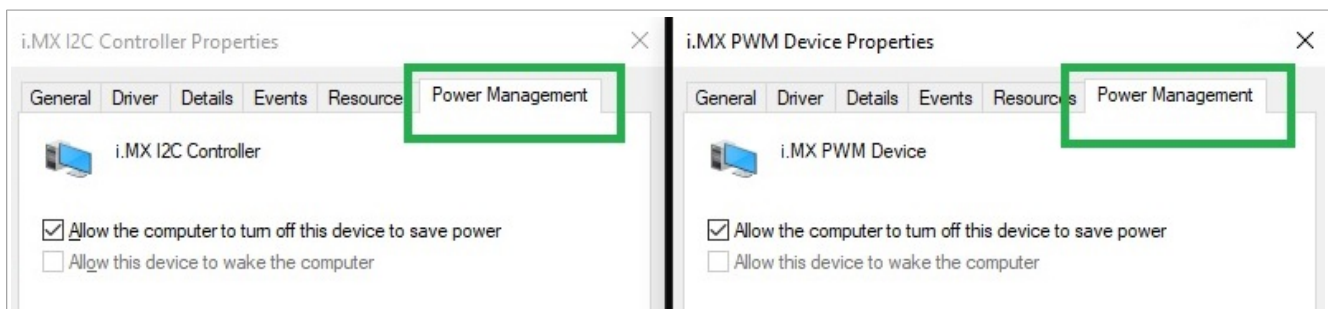 i.MX I2C Controller Properties
General Driver Details Events Resource Power Management
i.MX I2C Controller
Allow the computer to turn off this device to save power
Allow this device to wake the computer
i.MX PWM Device Properties
General Driver Details Events Resources Power Management
i.MX PWM Device
Allow the computer to turn off this device to save power
Allow this device to wake the computer